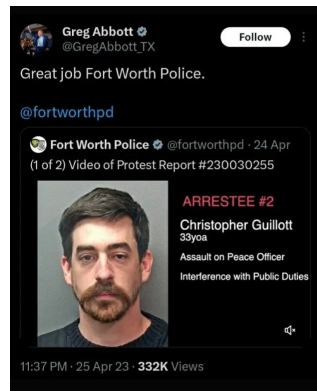 Greg Abbott
Follow
@GregAbbott_TX
Great job Fort Worth Police.
@fortworthpd
Fort Worth Police @fortworthpd · 24 Apr
(1 of 2) Video of Protest Report #230030255
ARRESTEE #2
Christopher Guillott
33yoa
Assault on Peace Officer
Interference with Public Duties
11:37 PM · 25 Apr 23 · 332K Views